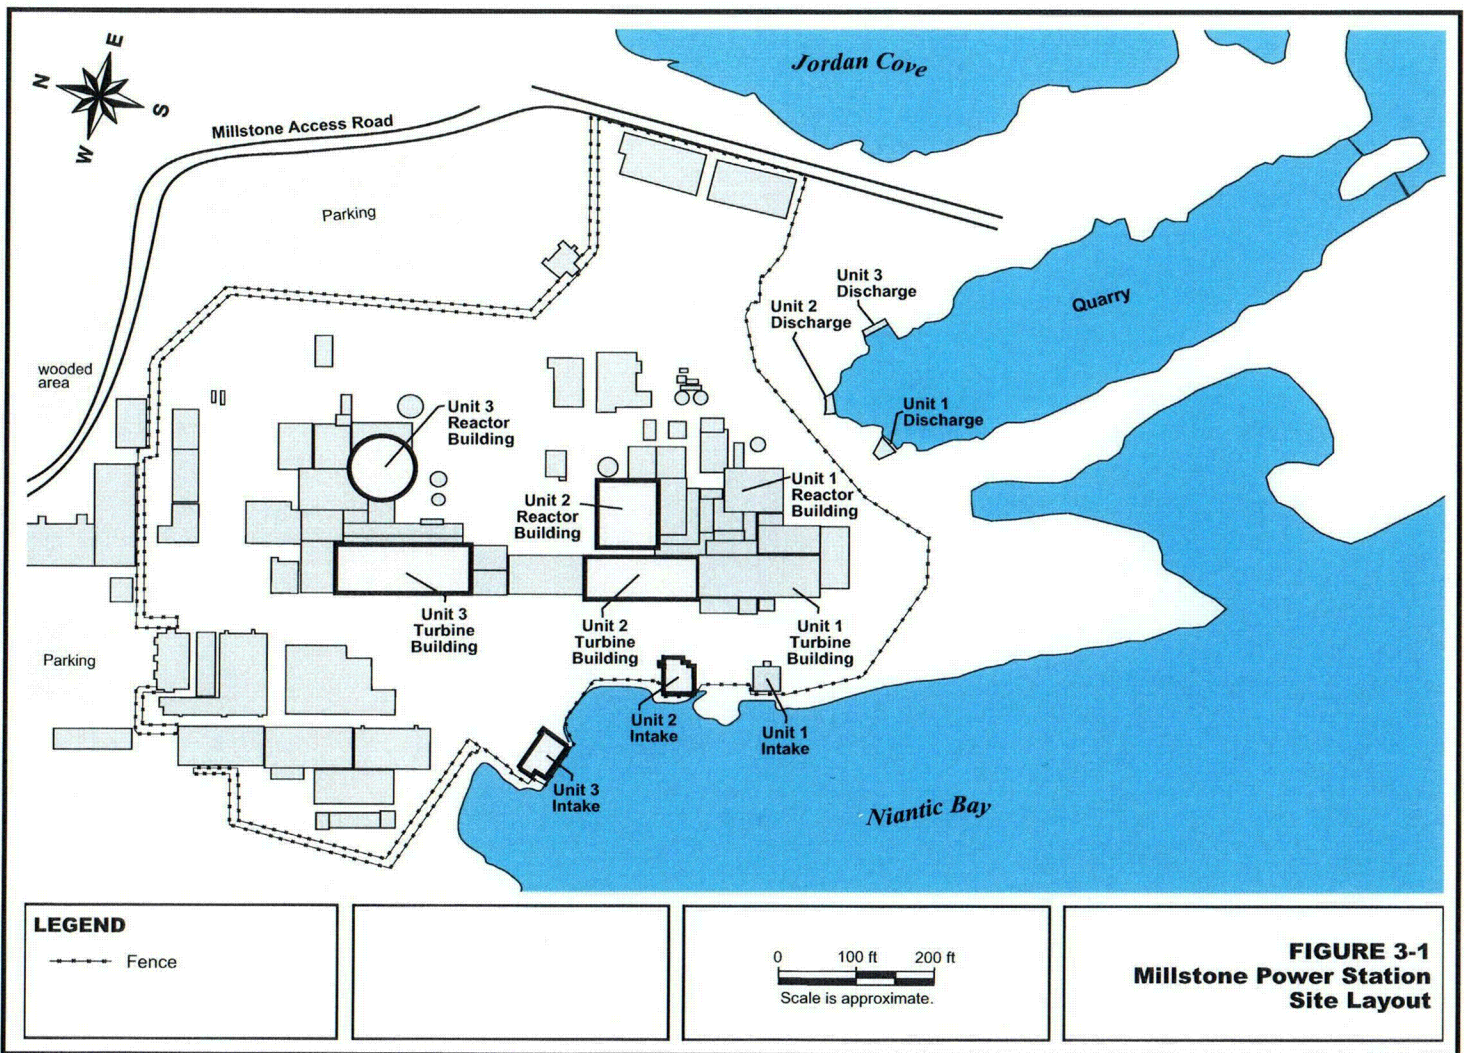 Jordan Cove
E
N
S
W
Millstone Access Road
Parking
Unit 3
Discharge
Unit 2
Discharge
Quarry
wooded
area
Unit 3
Reactor
Building
Unit 1
Discharge
Unit 2
Reactor
Building
Unit 1
Reactor
Building
Unit 3
Turbine
Building
Unit 2
Turbine
Building
Unit 1
Turbine
Building
Parking
Unit 2
Intake
Unit 1
Intake
Unit 3
Intake
Niantic Bay
LEGEND
Fence
0 100 ft 200 ft
Scale is approximate.
FIGURE 3-1
Millstone Power Station
Site Layout